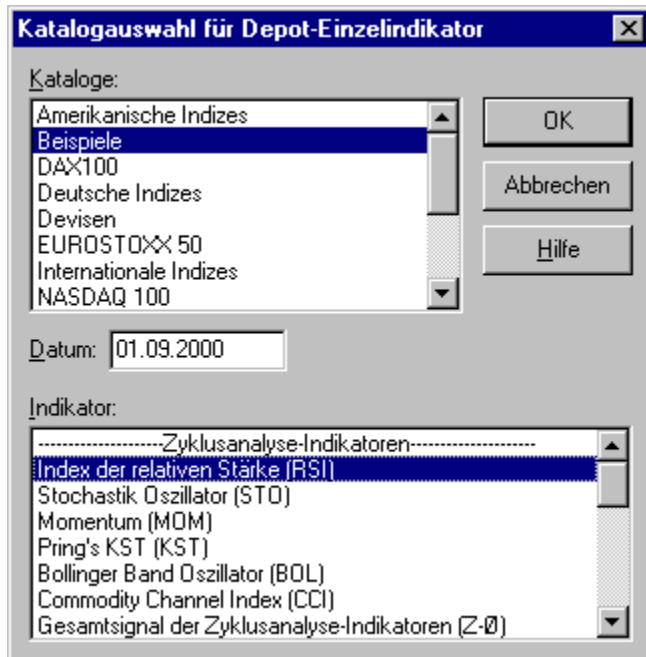 Katalogauswahl für Depot-Einzelindikator
Kataloge:
Amerikanische Indizes
Beispiele
DAX100
Deutsche Indizes
Devisen
EUROSTOXX 50
Internationale Indizes
NASDAQ 100
OK
Abbrechen
Hilfe
Datum: 01.09.2000
Indikator:
--------------------Zyklusanalyse-Indikatoren--------------------
Index der relativen Stärke (RSI)
Stochastik Oszillator (STO)
Momentum (MOM)
Pring's KST (KST)
Bollinger Band Oszillator (BOL)
Commodity Channel Index (CCI)
Gesamtsignal der Zyklusanalyse-Indikatoren (Z-Ø)